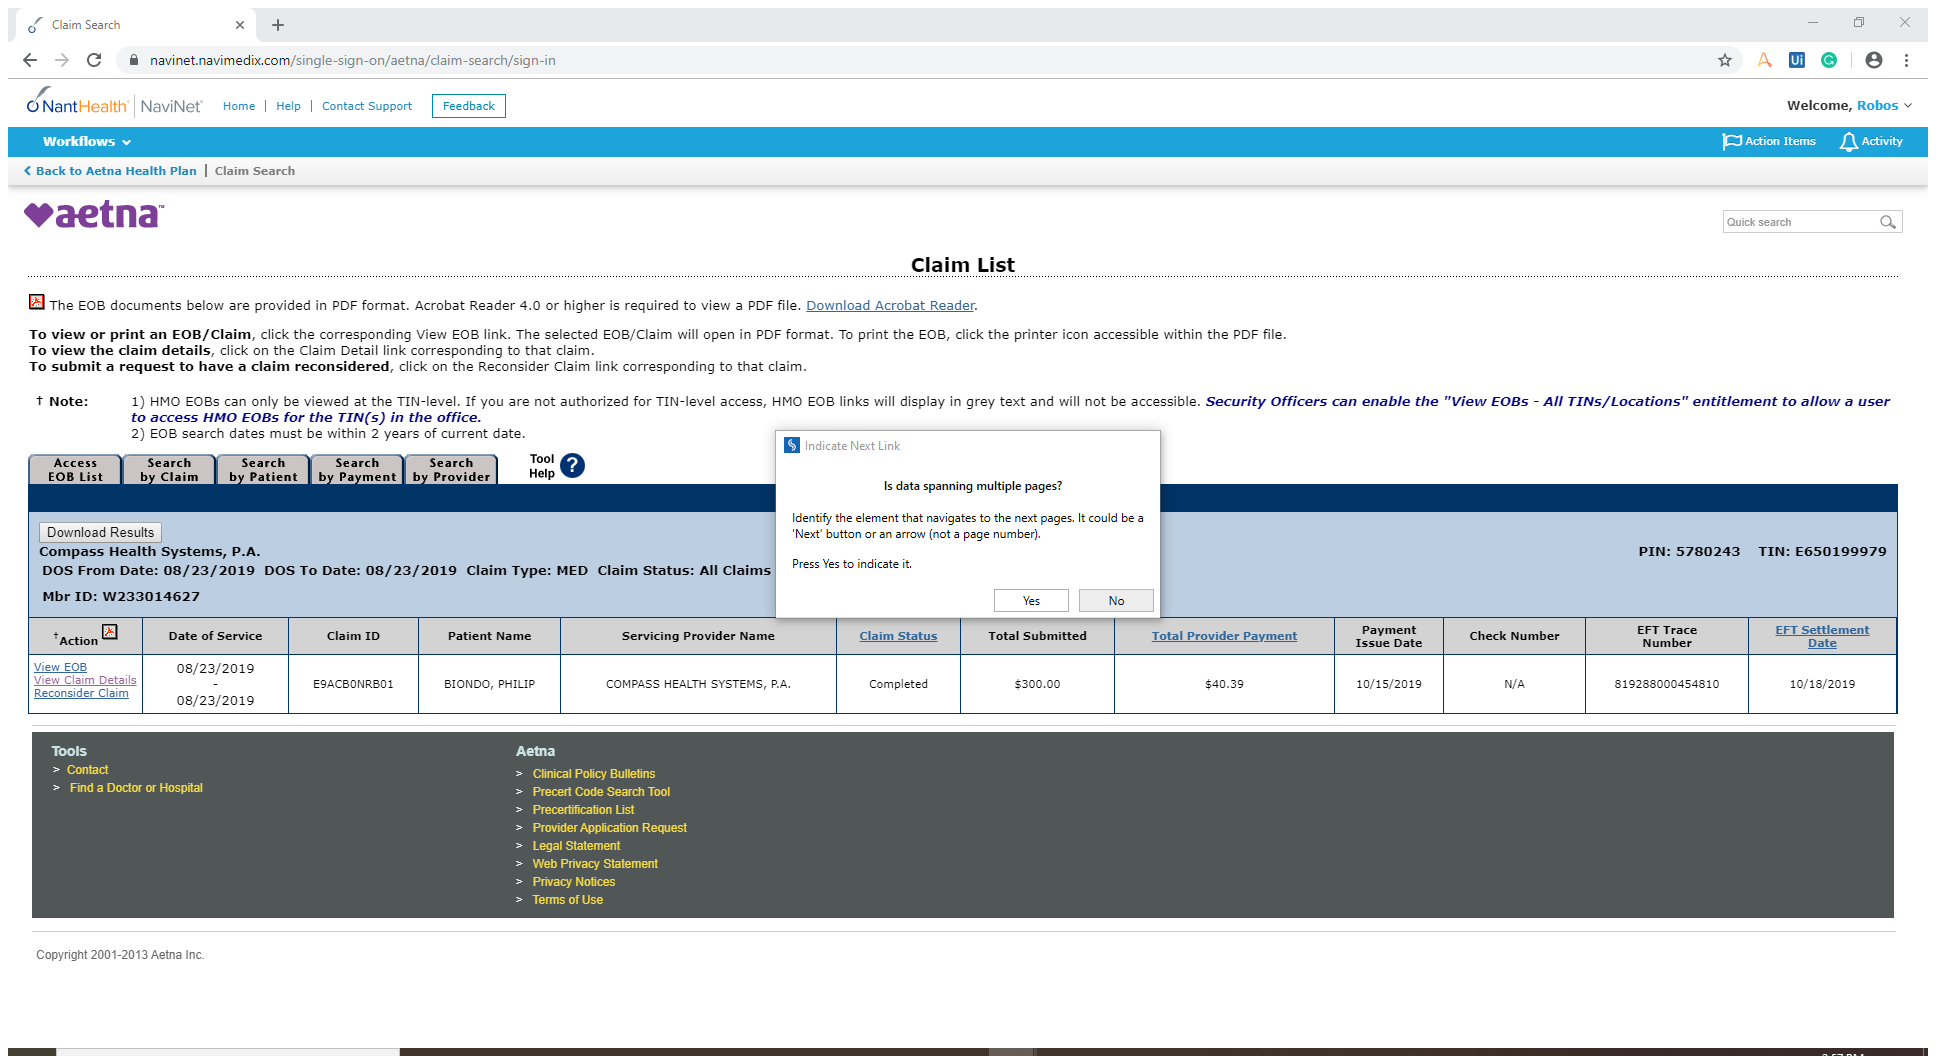 Claim Search
navinet.navimedix.com/single-sign-on/aetna/claim-search/sign-in
Ui
G
NantHealth® NaviNet® Home | Help | Contact Support Feedback
Welcome, Robos
Workflows
Action Items
Activity
Back to Aetna Health Plan | Claim Search
aetna™
Quick search
Claim List
The EOB documents below are provided in PDF format. Acrobat Reader 4.0 or higher is required to view a PDF file. Download Acrobat Reader.
To view or print an EOB/Claim, click the corresponding View EOB link. The selected EOB/Claim will open in PDF format. To print the EOB, click the printer icon accessible within the PDF file.
To view the claim details, click on the Claim Detail link corresponding to that claim.
To submit a request to have a claim reconsidered, click on the Reconsider Claim link corresponding to that claim.
† Note: 1) HMO EOBs can only be viewed at the TIN-level. If you are not authorized for TIN-level access, HMO EOB links will display in grey text and will not be accessible. Security Officers can enable the "View EOBs - All TINs/Locations" entitlement to allow a user
to access HMO EOBs for the TIN(s) in the office.
2) EOB search dates must be within 2 years of current date.
Access
EOB List
Search
by Claim
Search
by Patient
Search
by Payment
Search
by Provider
Tool
Help
?
Indicate Next Link
Is data spanning multiple pages?
Identify the element that navigates to the next pages. It could be a
'Next' button or an arrow (not a page number).
Press Yes to indicate it.
Yes
No
Download Results
Compass Health Systems, P.A.
PIN: 5780243 TIN: E650199979
DOS From Date: 08/23/2019 DOS To Date: 08/23/2019 Claim Type: MED Claim Status: All Claims
Mbr ID: W233014627
†Action
Date of Service
Claim ID
Patient Name
Servicing Provider Name
Claim Status
Total Submitted
Total Provider Payment
Payment
Issue Date
Check Number
EFT Trace
Number
EFT Settlement
Date
View EOB
View Claim Details
Reconsider Claim
08/23/2019
-
08/23/2019
E9ACB0NRB01
BIONDO, PHILIP
COMPASS HEALTH SYSTEMS, P.A.
Completed
$300.00
$40.39
10/15/2019
N/A
819288000454810
10/18/2019
Tools
> Contact
> Find a Doctor or Hospital
Aetna
> Clinical Policy Bulletins
> Precert Code Search Tool
> Precertification List
> Provider Application Request
> Legal Statement
> Web Privacy Statement
> Privacy Notices
> Terms of Use
Copyright 2001-2013 Aetna Inc.